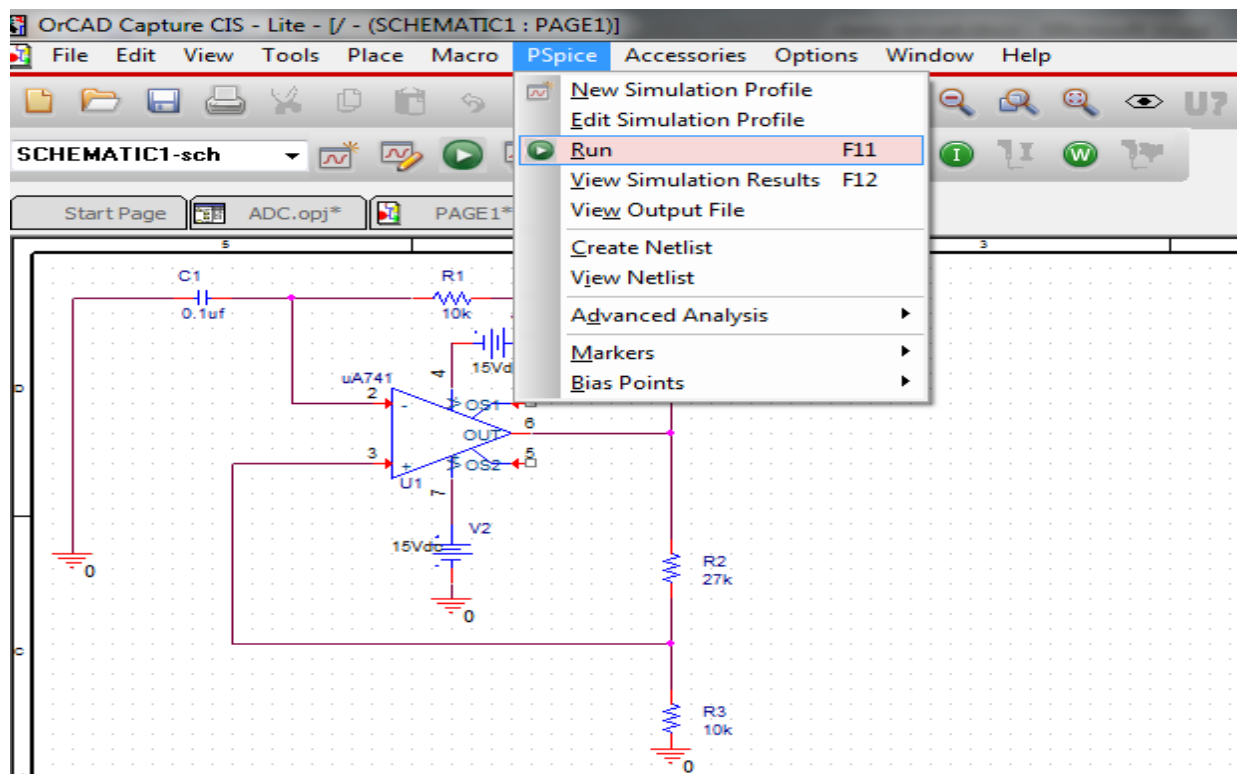 OrCAD Capture CIS - Lite - [/ - (SCHEMATIC1 : PAGE1)]
File Edit View Tools Place Macro PSpice Accessories Options Window Help
New Simulation Profile
Edit Simulation Profile
Run F11
View Simulation Results F12
View Output File
Create Netlist
View Netlist
Advanced Analysis
Markers
Bias Points
U?
SCHEMATIC1-sch
I
W
Start Page ADC.opj* PAGE1*
5 3
C1
0.1uf
R1
10k
15Vd
4
uA741
2
-
OS1
6
OUT
3
+
5
OS2
U1
7
V2
15Vdc
0
0
R2
27k
R3
10k
0
D
C